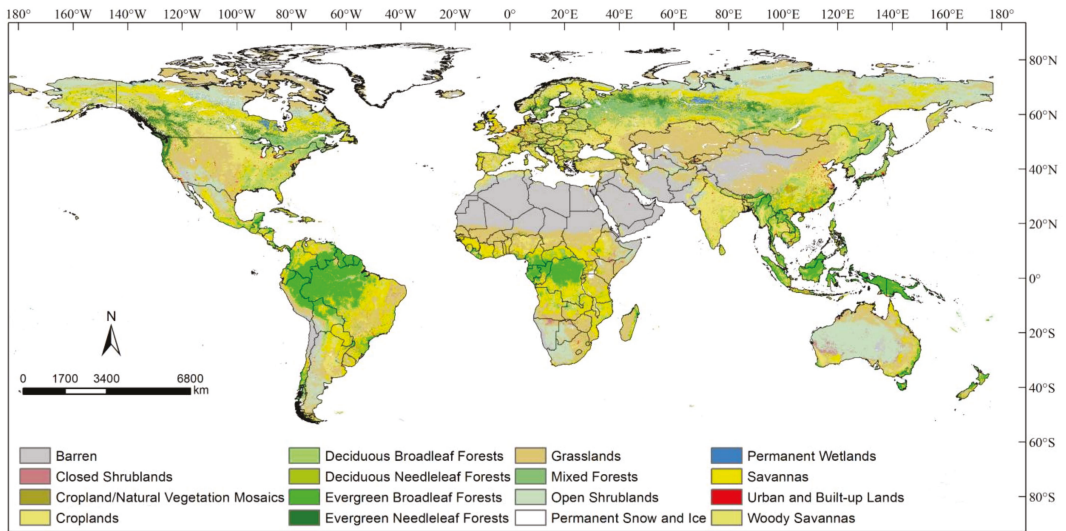 180° 160°W 140°W 120°W 100°W 80°W 60°W 40°W 20°W 0° 20°E 40°E 60°E 80°E 100°E 120°E 140°E 160°E 180°
80°N
60°N
40°N
20°N
0°
20°S
40°S
60°S
80°S
N
0 1700 3400 6800
km
Barren
Closed Shrublands
Cropland/Natural Vegetation Mosaics
Croplands
Deciduous Broadleaf Forests
Deciduous Needleleaf Forests
Evergreen Broadleaf Forests
Evergreen Needleleaf Forests
Grasslands
Mixed Forests
Open Shrublands
Permanent Snow and Ice
Permanent Wetlands
Savannas
Urban and Built-up Lands
Woody Savannas